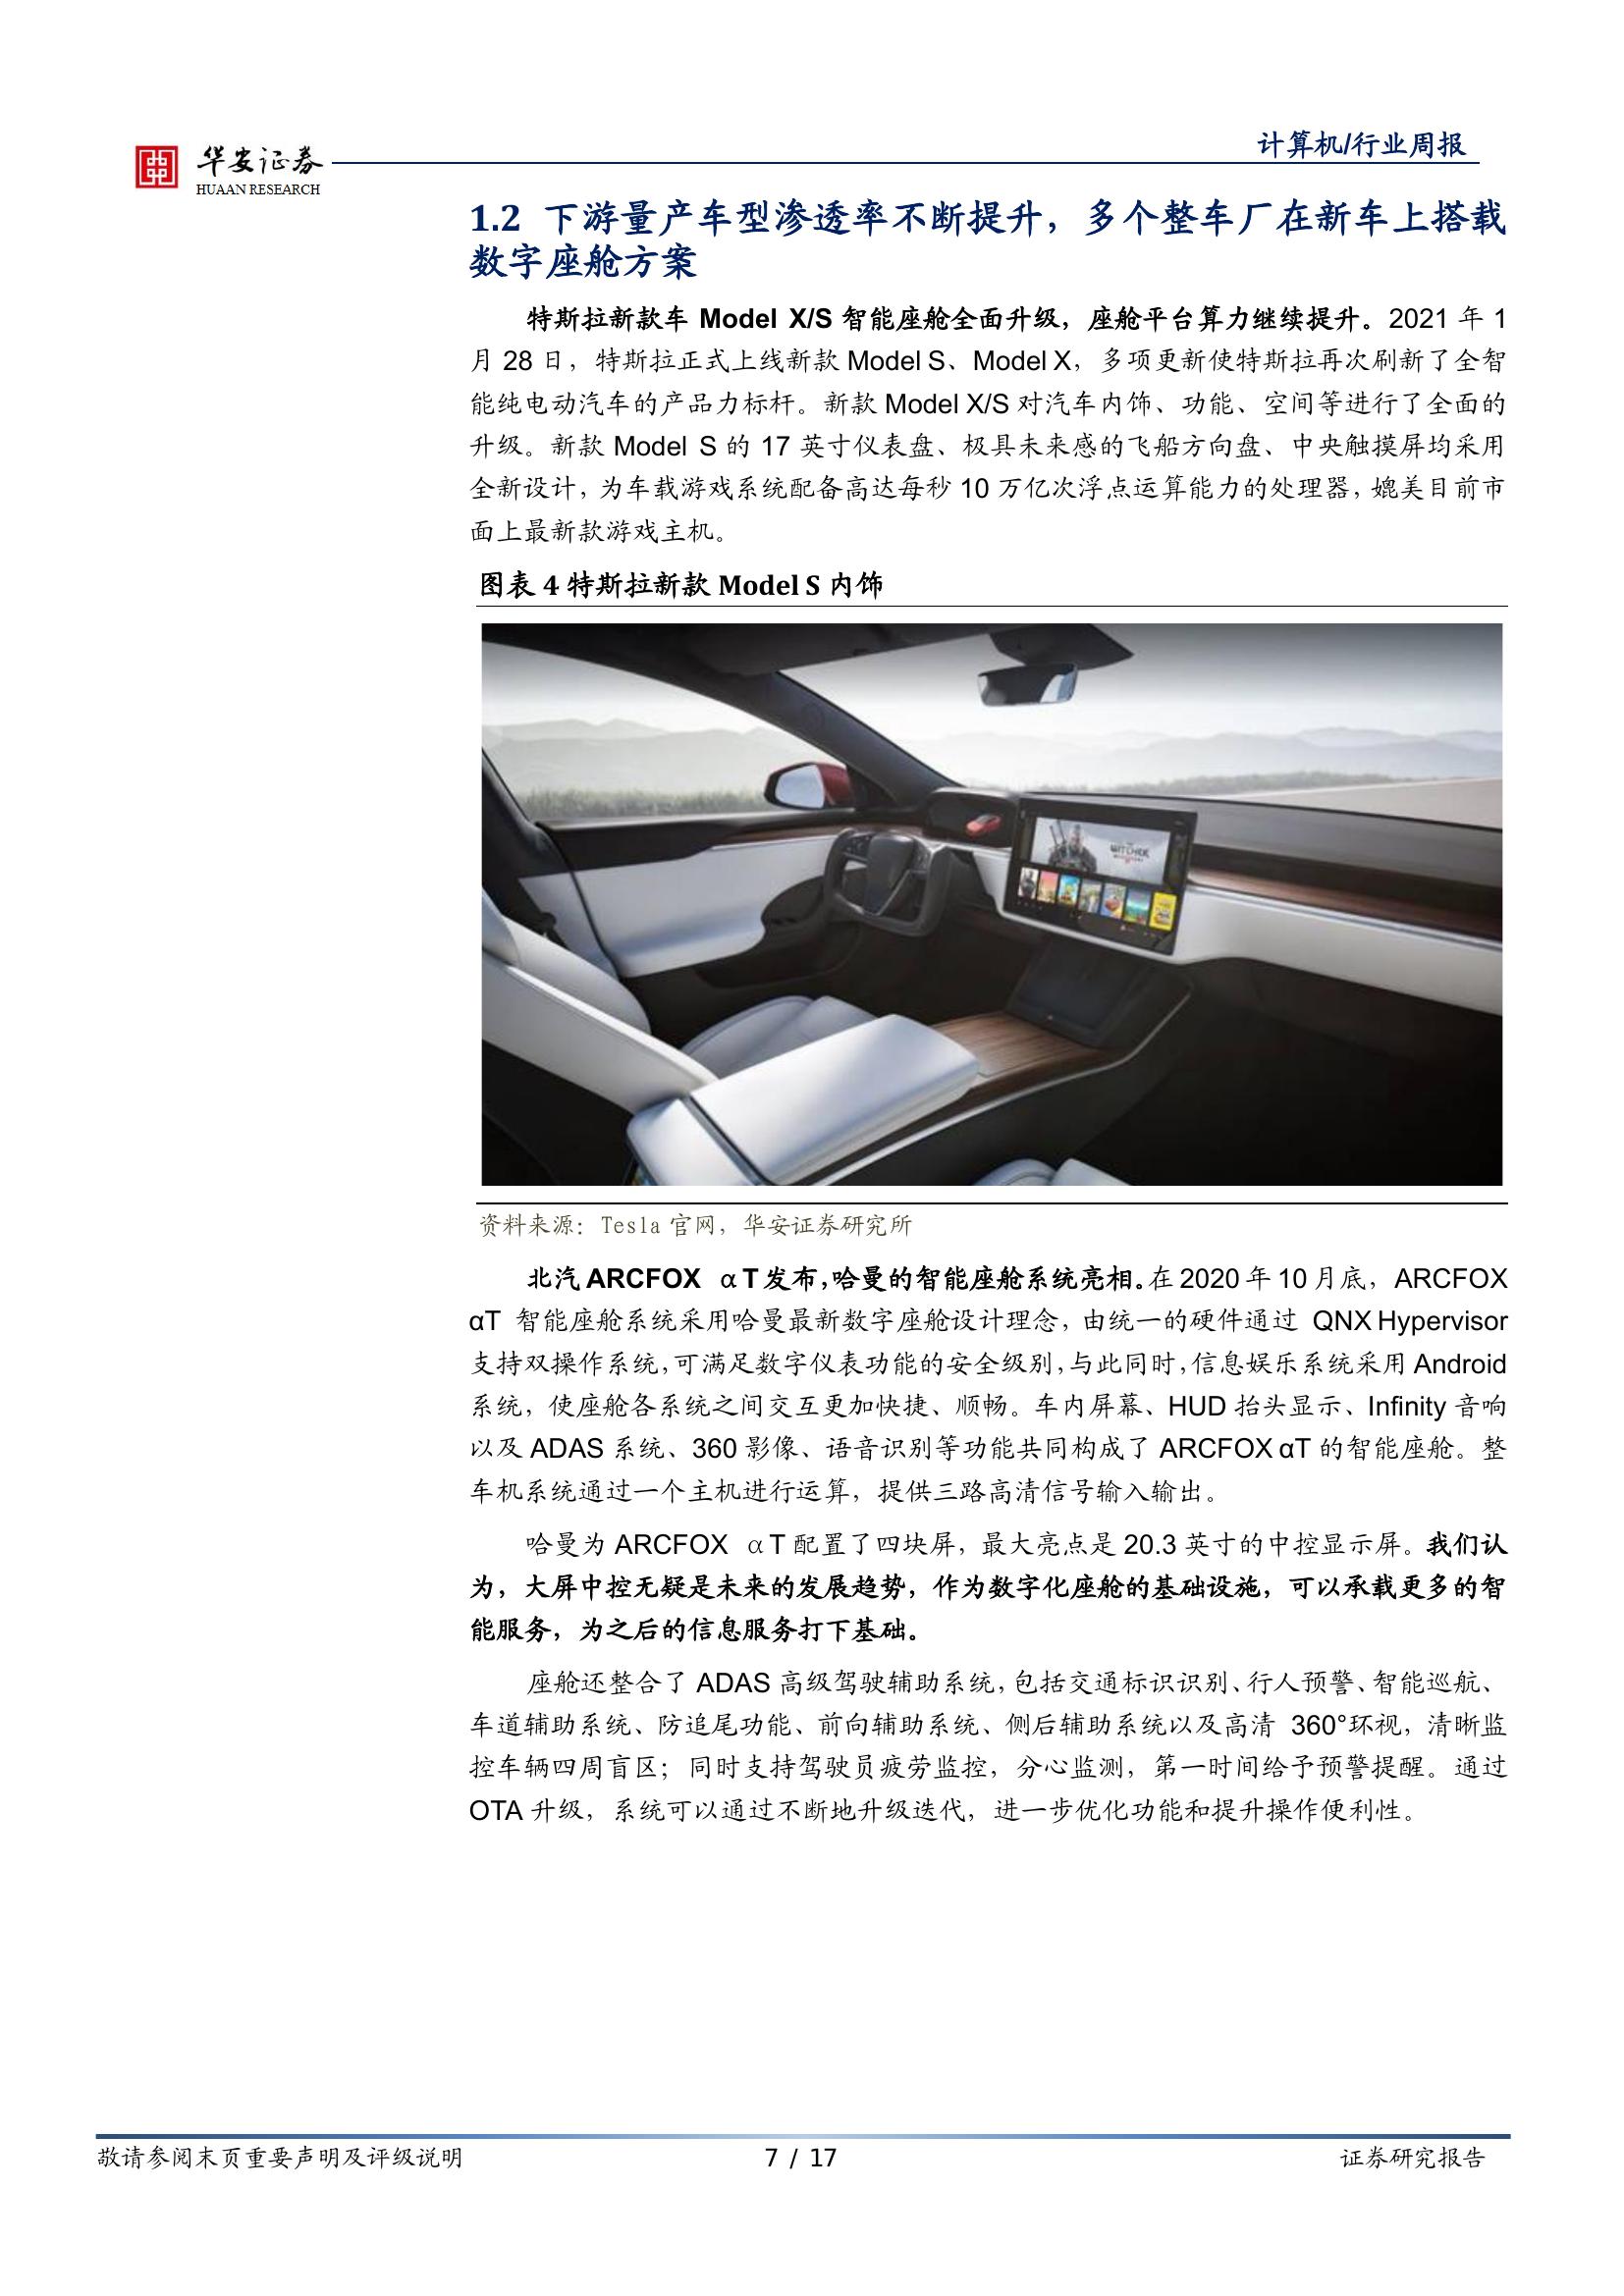 计算机/行业周报
华安证券
HUAAN RESEARCH
1.2 下游量产车型渗透率不断提升，多个整车厂在新车上搭载
数字座舱方案
特斯拉新款车 Model X/S 智能座舱全面升级，座舱平台算力继续提升。2021 年 1
月 28 日，特斯拉正式上线新款 Model S、Model X，多项更新使特斯拉再次刷新了全智
能纯电动汽车的产品力标杆。新款 Model X/S 对汽车内饰、功能、空间等进行了全面的
升级。新款 Model S 的 17 英寸仪表盘、极具未来感的飞船方向盘、中央触摸屏均采用
全新设计，为车载游戏系统配备高达每秒 10 万亿次浮点运算能力的处理器，媲美目前市
面上最新款游戏主机。
图表 4 特斯拉新款 Model S 内饰
WITCHER
资料来源：Tesla 官网，华安证券研究所
北汽 ARCFOX αT 发布，哈曼的智能座舱系统亮相。在 2020 年 10 月底，ARCFOX
αT 智能座舱系统采用哈曼最新数字座舱设计理念，由统一的硬件通过 QNX Hypervisor
支持双操作系统，可满足数字仪表功能的安全级别，与此同时，信息娱乐系统采用 Android
系统，使座舱各系统之间交互更加快捷、顺畅。车内屏幕、HUD 抬头显示、Infinity 音响
以及 ADAS 系统、360 影像、语音识别等功能共同构成了 ARCFOX αT 的智能座舱。整
车机系统通过一个主机进行运算，提供三路高清信号输入输出。
哈曼为 ARCFOX αT 配置了四块屏，最大亮点是 20.3 英寸的中控显示屏。我们认
为，大屏中控无疑是未来的发展趋势，作为数字化座舱的基础设施，可以承载更多的智
能服务，为之后的信息服务打下基础。
座舱还整合了 ADAS 高级驾驶辅助系统，包括交通标识识别、行人预警、智能巡航、
车道辅助系统、防追尾功能、前向辅助系统、侧后辅助系统以及高清 360°环视，清晰监
控车辆四周盲区；同时支持驾驶员疲劳监控，分心监测，第一时间给予预警提醒。通过
OTA 升级，系统可以通过不断地升级迭代，进一步优化功能和提升操作便利性。
敬请参阅末页重要声明及评级说明
7 / 17
证券研究报告